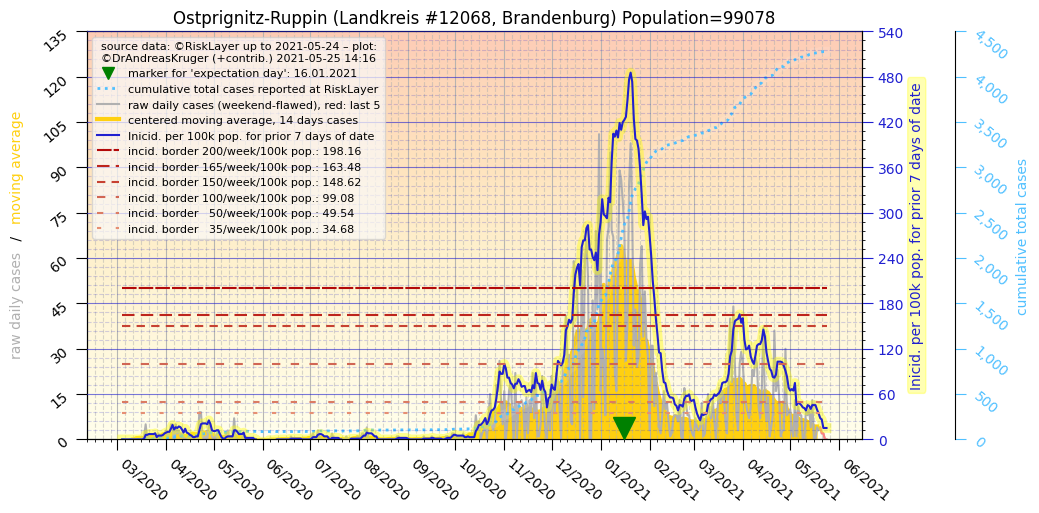 Ostprignitz-Ruppin (Landkreis #12068, Brandenburg) Population=99078
source data: ©RiskLayer up to 2021-05-24 – plot:
©DrAndreasKruger (+contrib.) 2021-05-25 14:16
marker for 'expectation day': 16.01.2021
cumulative total cases reported at RiskLayer
raw daily cases (weekend-flawed), red: last 5
centered moving average, 14 days cases
Inicid. per 100k pop. for prior 7 days of date
incid. border 200/week/100k pop.: 198.16
incid. border 165/week/100k pop.: 163.48
incid. border 150/week/100k pop.: 148.62
incid. border 100/week/100k pop.: 99.08
incid. border   50/week/100k pop.: 49.54
incid. border   35/week/100k pop.: 34.68
raw daily cases / moving average
135
120
105
90
75
60
45
30
15
0
03/2020
04/2020
05/2020
06/2020
07/2020
08/2020
09/2020
10/2020
11/2020
12/2020
01/2021
02/2021
03/2021
04/2021
05/2021
06/2021
540
480
420
360
300
240
180
120
60
0
Inicid. per 100k pop. for prior 7 days of date
4,500
4,000
3,500
3,000
2,500
2,000
1,500
1,000
500
0
cumulative total cases